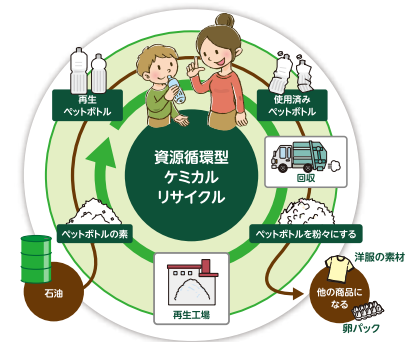 再生
ペットボトル
使用済み
ペットボトル
資源循環型
ケミカル
リサイクル
回収
ペットボトルの素
ペットボトルを粉々にする
洋服の素材
石油
再生工場
他の商品に
なる
卵パック